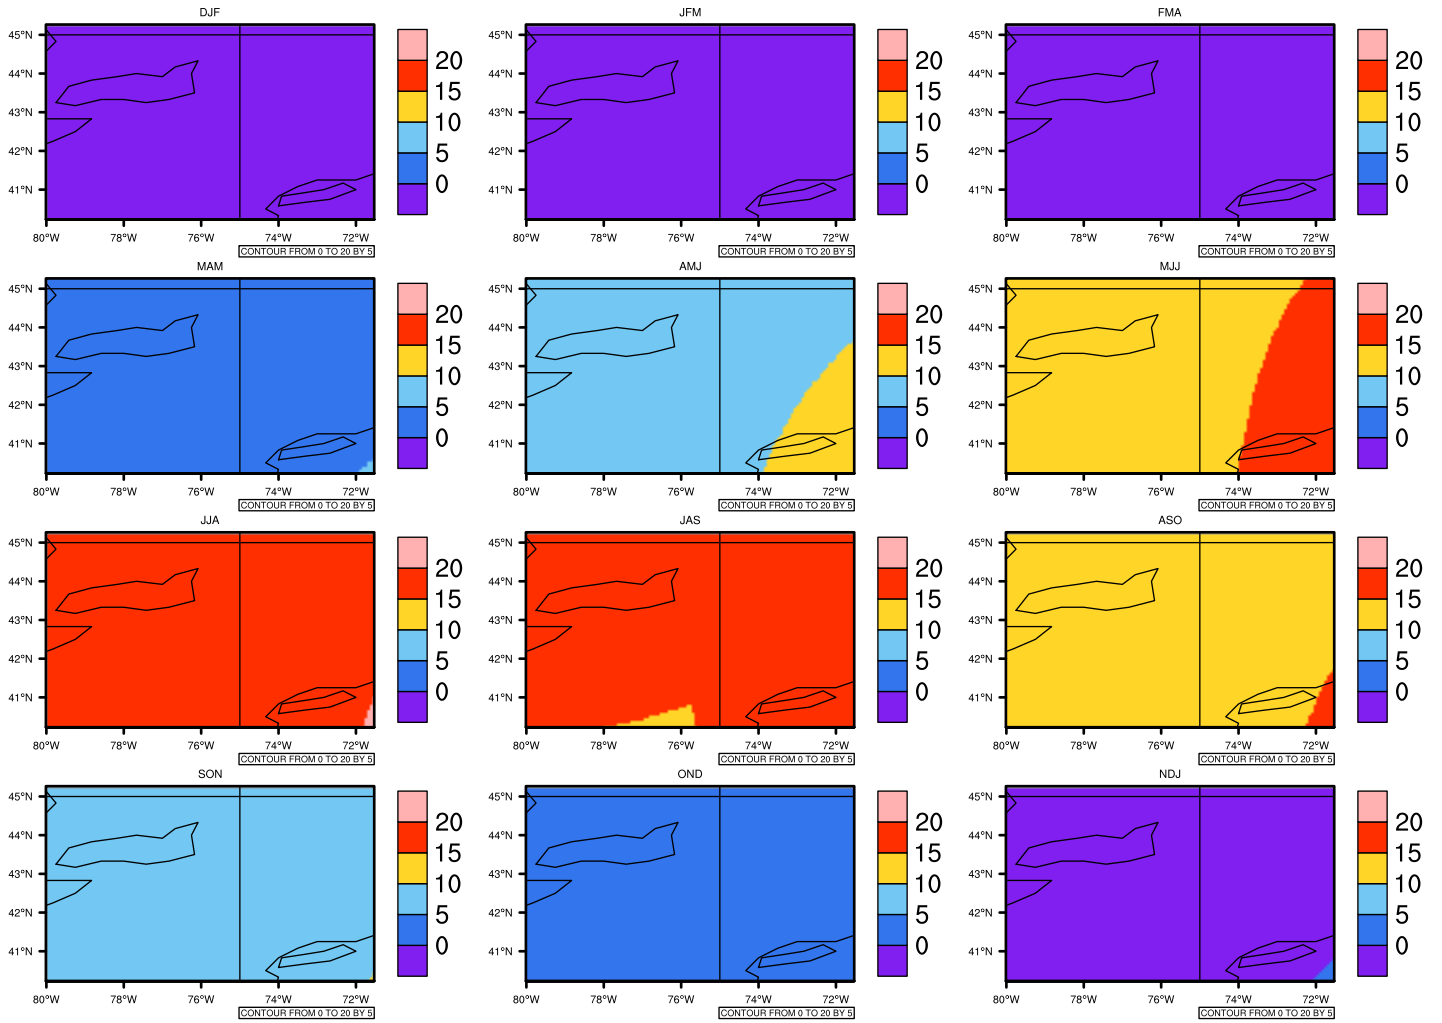 DJF JFM FMA
45°N 20 45°N 20 45°N 20
44°N 15 44°N 15 44°N 15
43°N 10 43°N 10 43°N 10
42°N 5 42°N 5 42°N 5
41°N 0 41°N 0 41°N 0
80°W 78°W 76°W 74°W 72°W 80°W 78°W 76°W 74°W 72°W 80°W 78°W 76°W 74°W 72°W
CONTOUR FROM 0 TO 20 BY 5 CONTOUR FROM 0 TO 20 BY 5 CONTOUR FROM 0 TO 20 BY 5
MAM AMJ MJJ
45°N 20 45°N 20 45°N 20
44°N 15 44°N 15 44°N 15
43°N 10 43°N 10 43°N 10
42°N 5 42°N 5 42°N 5
41°N 0 41°N 0 41°N 0
80°W 78°W 76°W 74°W 72°W 80°W 78°W 76°W 74°W 72°W 80°W 78°W 76°W 74°W 72°W
CONTOUR FROM 0 TO 20 BY 5 CONTOUR FROM 0 TO 20 BY 5 CONTOUR FROM 0 TO 20 BY 5
JJA JAS ASO
45°N 20 45°N 20 45°N 20
44°N 15 44°N 15 44°N 15
43°N 10 43°N 10 43°N 10
42°N 5 42°N 5 42°N 5
41°N 0 41°N 0 41°N 0
80°W 78°W 76°W 74°W 72°W 80°W 78°W 76°W 74°W 72°W 80°W 78°W 76°W 74°W 72°W
CONTOUR FROM 0 TO 20 BY 5 CONTOUR FROM 0 TO 20 BY 5 CONTOUR FROM 0 TO 20 BY 5
SON OND NDJ
45°N 20 45°N 20 45°N 20
44°N 15 44°N 15 44°N 15
43°N 10 43°N 10 43°N 10
42°N 5 42°N 5 42°N 5
41°N 0 41°N 0 41°N 0
80°W 78°W 76°W 74°W 72°W 80°W 78°W 76°W 74°W 72°W 80°W 78°W 76°W 74°W 72°W
CONTOUR FROM 0 TO 20 BY 5 CONTOUR FROM 0 TO 20 BY 5 CONTOUR FROM 0 TO 20 BY 5